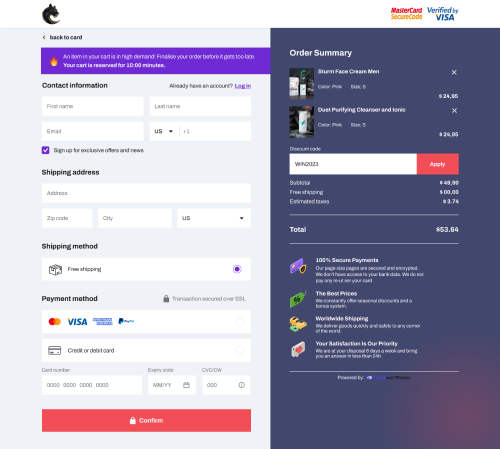 MasterCard
SecureCode
Verified by
VISA
back to card
An item in your cart is in high demand! Finalise your order before it gets too late.
Your cart is reserved for 10:00 minutes.
Contact information
Already have an account? Log in
First name
Last name
Email
US
+1
Sign up for exclusive offers and news
Shipping address
Address
Zip code
City
US
Shipping method
Free shipping
Payment method
Transaction secured over SSL
VISA
PayPal
Credit or debit card
Card number
Expiry code
CVC/CW
0000 0000 0000 0000
MM/YY
000
Confirm
Order Summary
Sturm Face Cream Men
Color: Pink
Size: S
$ 24,95
Duet Purifying Cleanser and tonic
Color: Pink
Size: S
$ 24,95
Discount code
WIN2023
Apply
Subtotal
$ 49,90
Free shipping
$ 00,00
Estimated taxes
$ 3.74
Total
$53.64
100% Secure Payments
Our page size pages are secured and encrypted.
We don't have access to your bank data. We do not
pay any re-ut ser your card.
The Best Prices
We constantly offer seasonal discounts and a
bonus system.
Worldwide Shipping
We deliver goods quickly and safely to any corner
of the world.
Your Satisfaction Is Our Priority
We are at your disposal 6 days a week and bring
you an answer in less than 24h
Powered by: